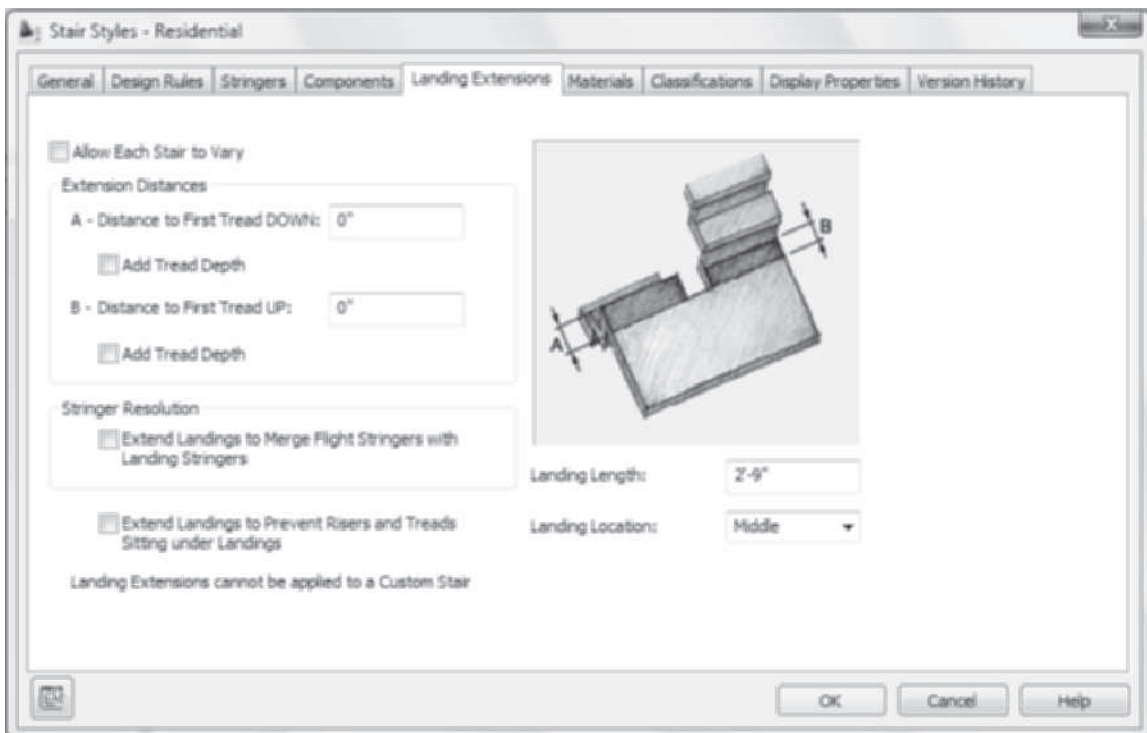 Stair Styles - Residential
General
Design Rules
Stringers
Components
Landing Extensions
Materials
Classifications
Display Properties
Version History
Allow Each Stair to Vary
Extension Distances
A - Distance to First Tread DOWN: 0"
Add Tread Depth
B - Distance to First Tread UP: 0"
Add Tread Depth
Stringer Resolution
Extend Landings to Merge Flight Stringers with
Landing Stringers
Extend Landings to Prevent Risers and Treads
Sitting under Landings
Landing Extensions cannot be applied to a Custom Stair
B
A
Landing Length: 2'-9"
Landing Location: Middle
OK
Cancel
Help